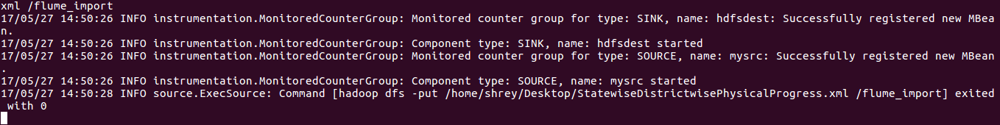 xml /flume_import
17/05/27 14:50:26 INFO instrumentation.MonitoredCounterGroup: Monitored counter group for type: SINK, name: hdfsdest: Successfully registered new MBea
n.
17/05/27 14:50:26 INFO instrumentation.MonitoredCounterGroup: Component type: SINK, name: hdfsdest started
17/05/27 14:50:26 INFO instrumentation.MonitoredCounterGroup: Monitored counter group for type: SOURCE, name: mysrc: Successfully registered new MBean
.
17/05/27 14:50:26 INFO instrumentation.MonitoredCounterGroup: Component type: SOURCE, name: mysrc started
17/05/27 14:50:28 INFO source.ExecSource: Command [hadoop dfs -put /home/shrey/Desktop/StatewiseDistrictwisePhysicalProgress.xml /flume_import] exited
 with 0